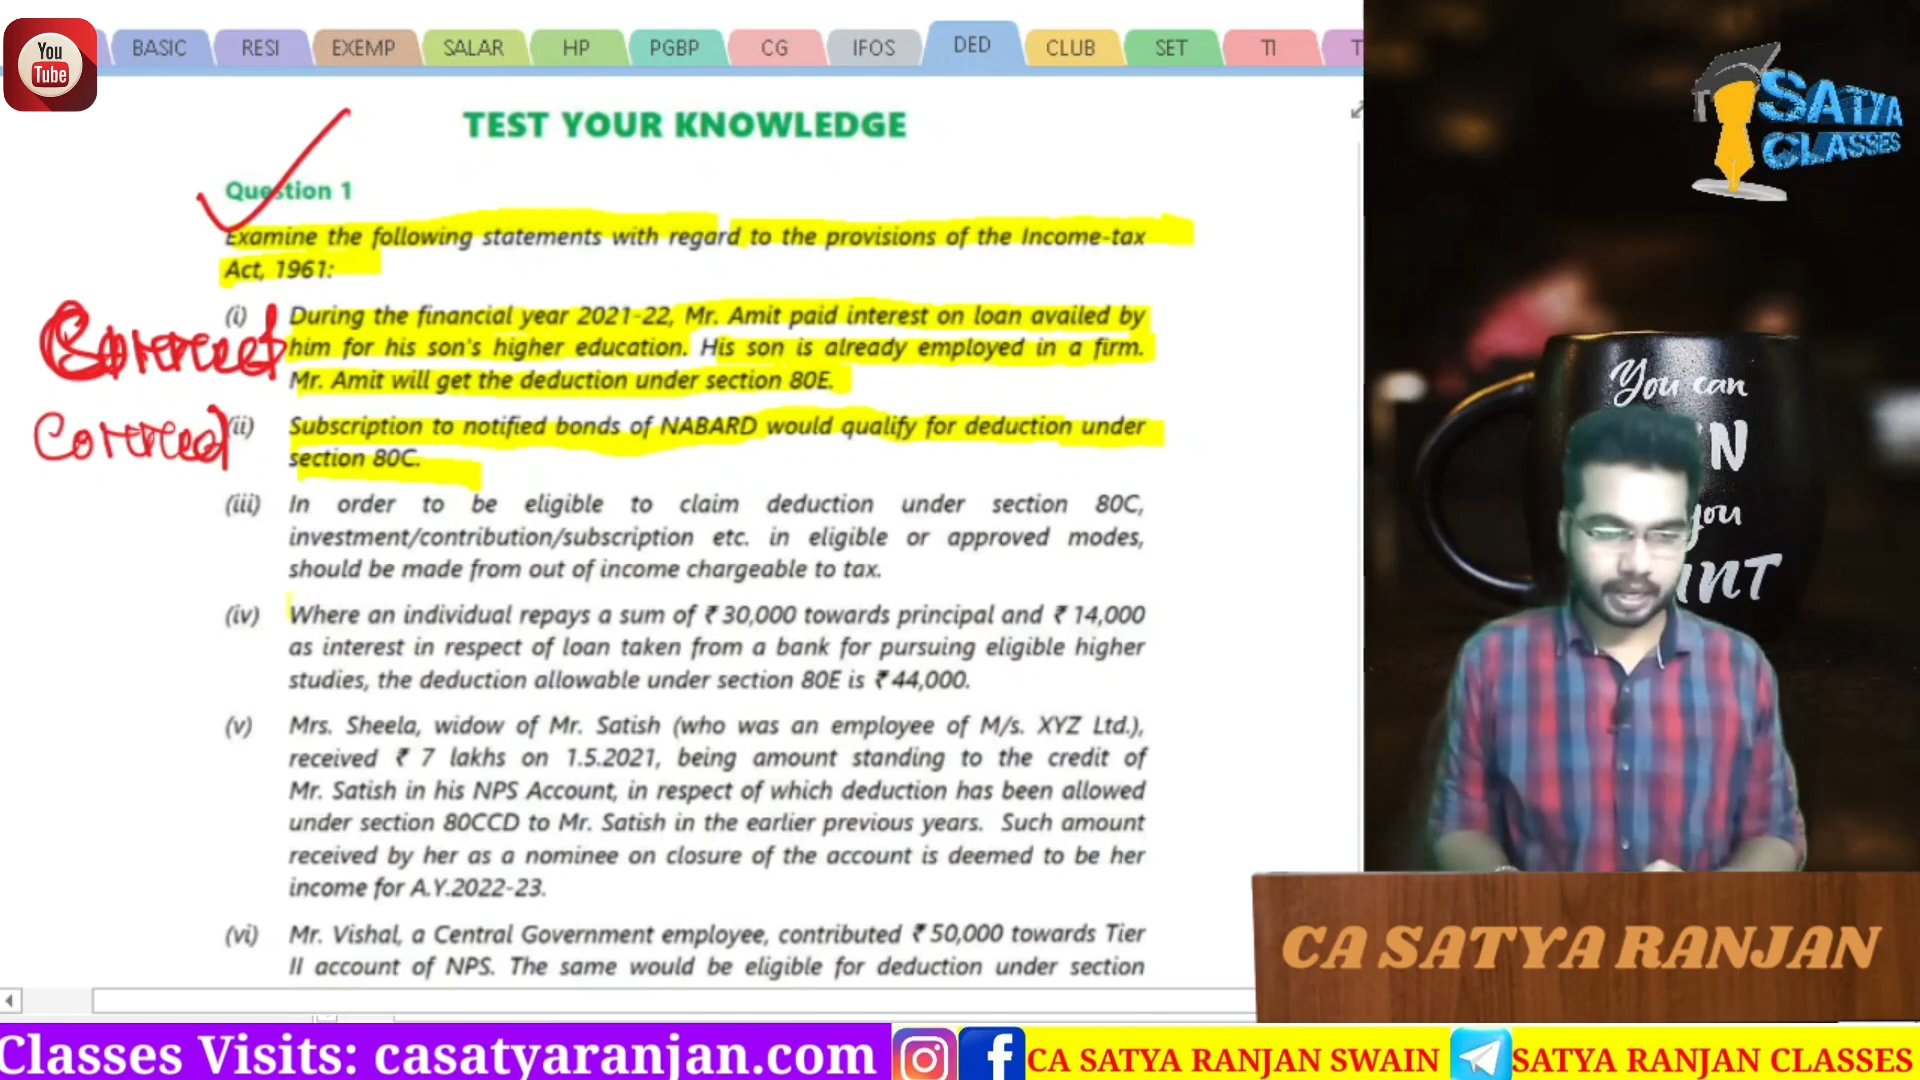 You
Tube
BASIC RESI EXEMP SALAR HP PGBP CG IFOS DED CLUB SET TI T
SATYA
CLASSES
TEST YOUR KNOWLEDGE
Question 1
Examine the following statements with regard to the provisions of the Income-tax
Act, 1961:
Correct
(i) During the financial year 2021-22, Mr. Amit paid interest on loan availed by
him for his son's higher education. His son is already employed in a firm.
Mr. Amit will get the deduction under section 80E.
Correct
(ii) Subscription to notified bonds of NABARD would qualify for deduction under
section 80C.
(iii) In order to be eligible to claim deduction under section 80C,
investment/contribution/subscription etc. in eligible or approved modes,
should be made from out of income chargeable to tax.
(iv) Where an individual repays a sum of ₹ 30,000 towards principal and ₹ 14,000
as interest in respect of loan taken from a bank for pursuing eligible higher
studies, the deduction allowable under section 80E is ₹ 44,000.
(v) Mrs. Sheela, widow of Mr. Satish (who was an employee of M/s. XYZ Ltd.),
received ₹ 7 lakhs on 1.5.2021, being amount standing to the credit of
Mr. Satish in his NPS Account, in respect of which deduction has been allowed
under section 80CCD to Mr. Satish in the earlier previous years. Such amount
received by her as a nominee on closure of the account is deemed to be her
income for A.Y.2022-23.
(vi) Mr. Vishal, a Central Government employee, contributed ₹ 50,000 towards Tier
II account of NPS. The same would be eligible for deduction under section
You can
you
CA SATYA RANJAN
Classes Visits: casatyaranjan.com
CA SATYA RANJAN SWAIN
SATYA RANJAN CLASSES